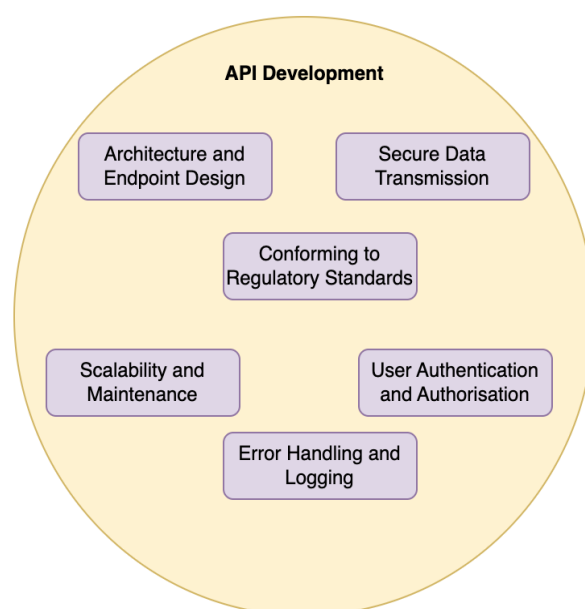 API Development
Architecture and
Endpoint Design
Secure Data
Transmission
Conforming to
Regulatory Standards
Scalability and
Maintenance
User Authentication
and Authorisation
Error Handling and
Logging